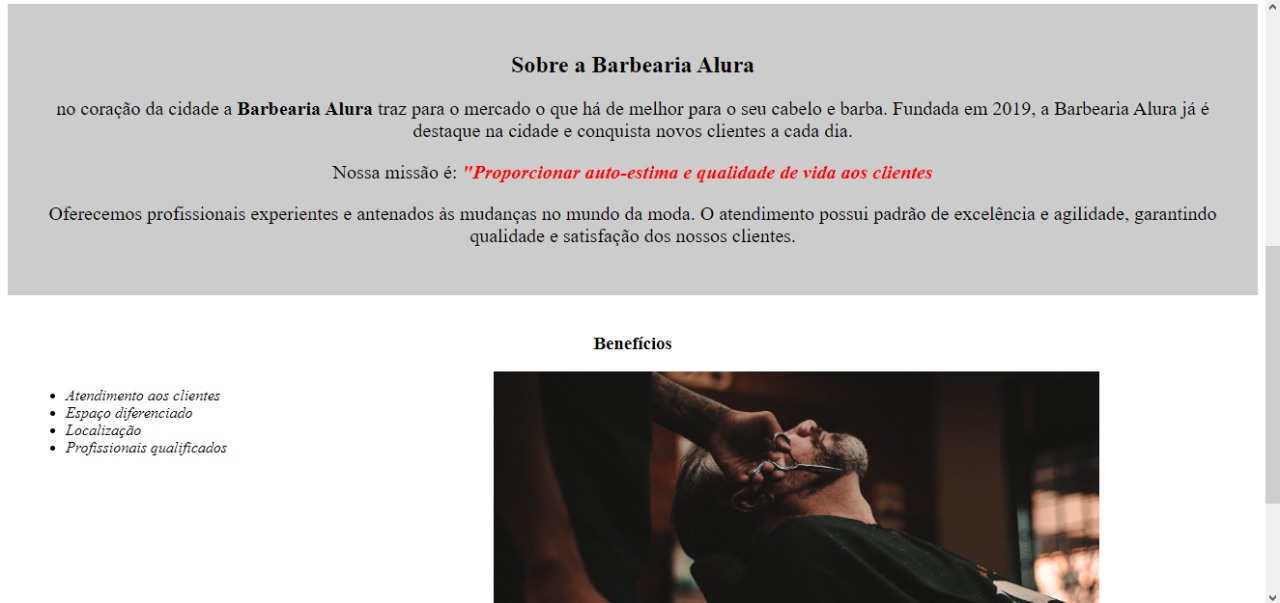 Sobre a Barbearia Alura
no coração da cidade a Barbearia Alura traz para o mercado o que há de melhor para o seu cabelo e barba. Fundada em 2019, a Barbearia Alura já é
destaque na cidade e conquista novos clientes a cada dia.
Nossa missão é: "Proporcionar auto-estima e qualidade de vida aos clientes
Oferecemos profissionais experientes e antenados às mudanças no mundo da moda. O atendimento possui padrão de excelência e agilidade, garantindo
qualidade e satisfação dos nossos clientes.
Benefícios
Atendimento aos clientes
Espaço diferenciado
Localização
Profissionais qualificados